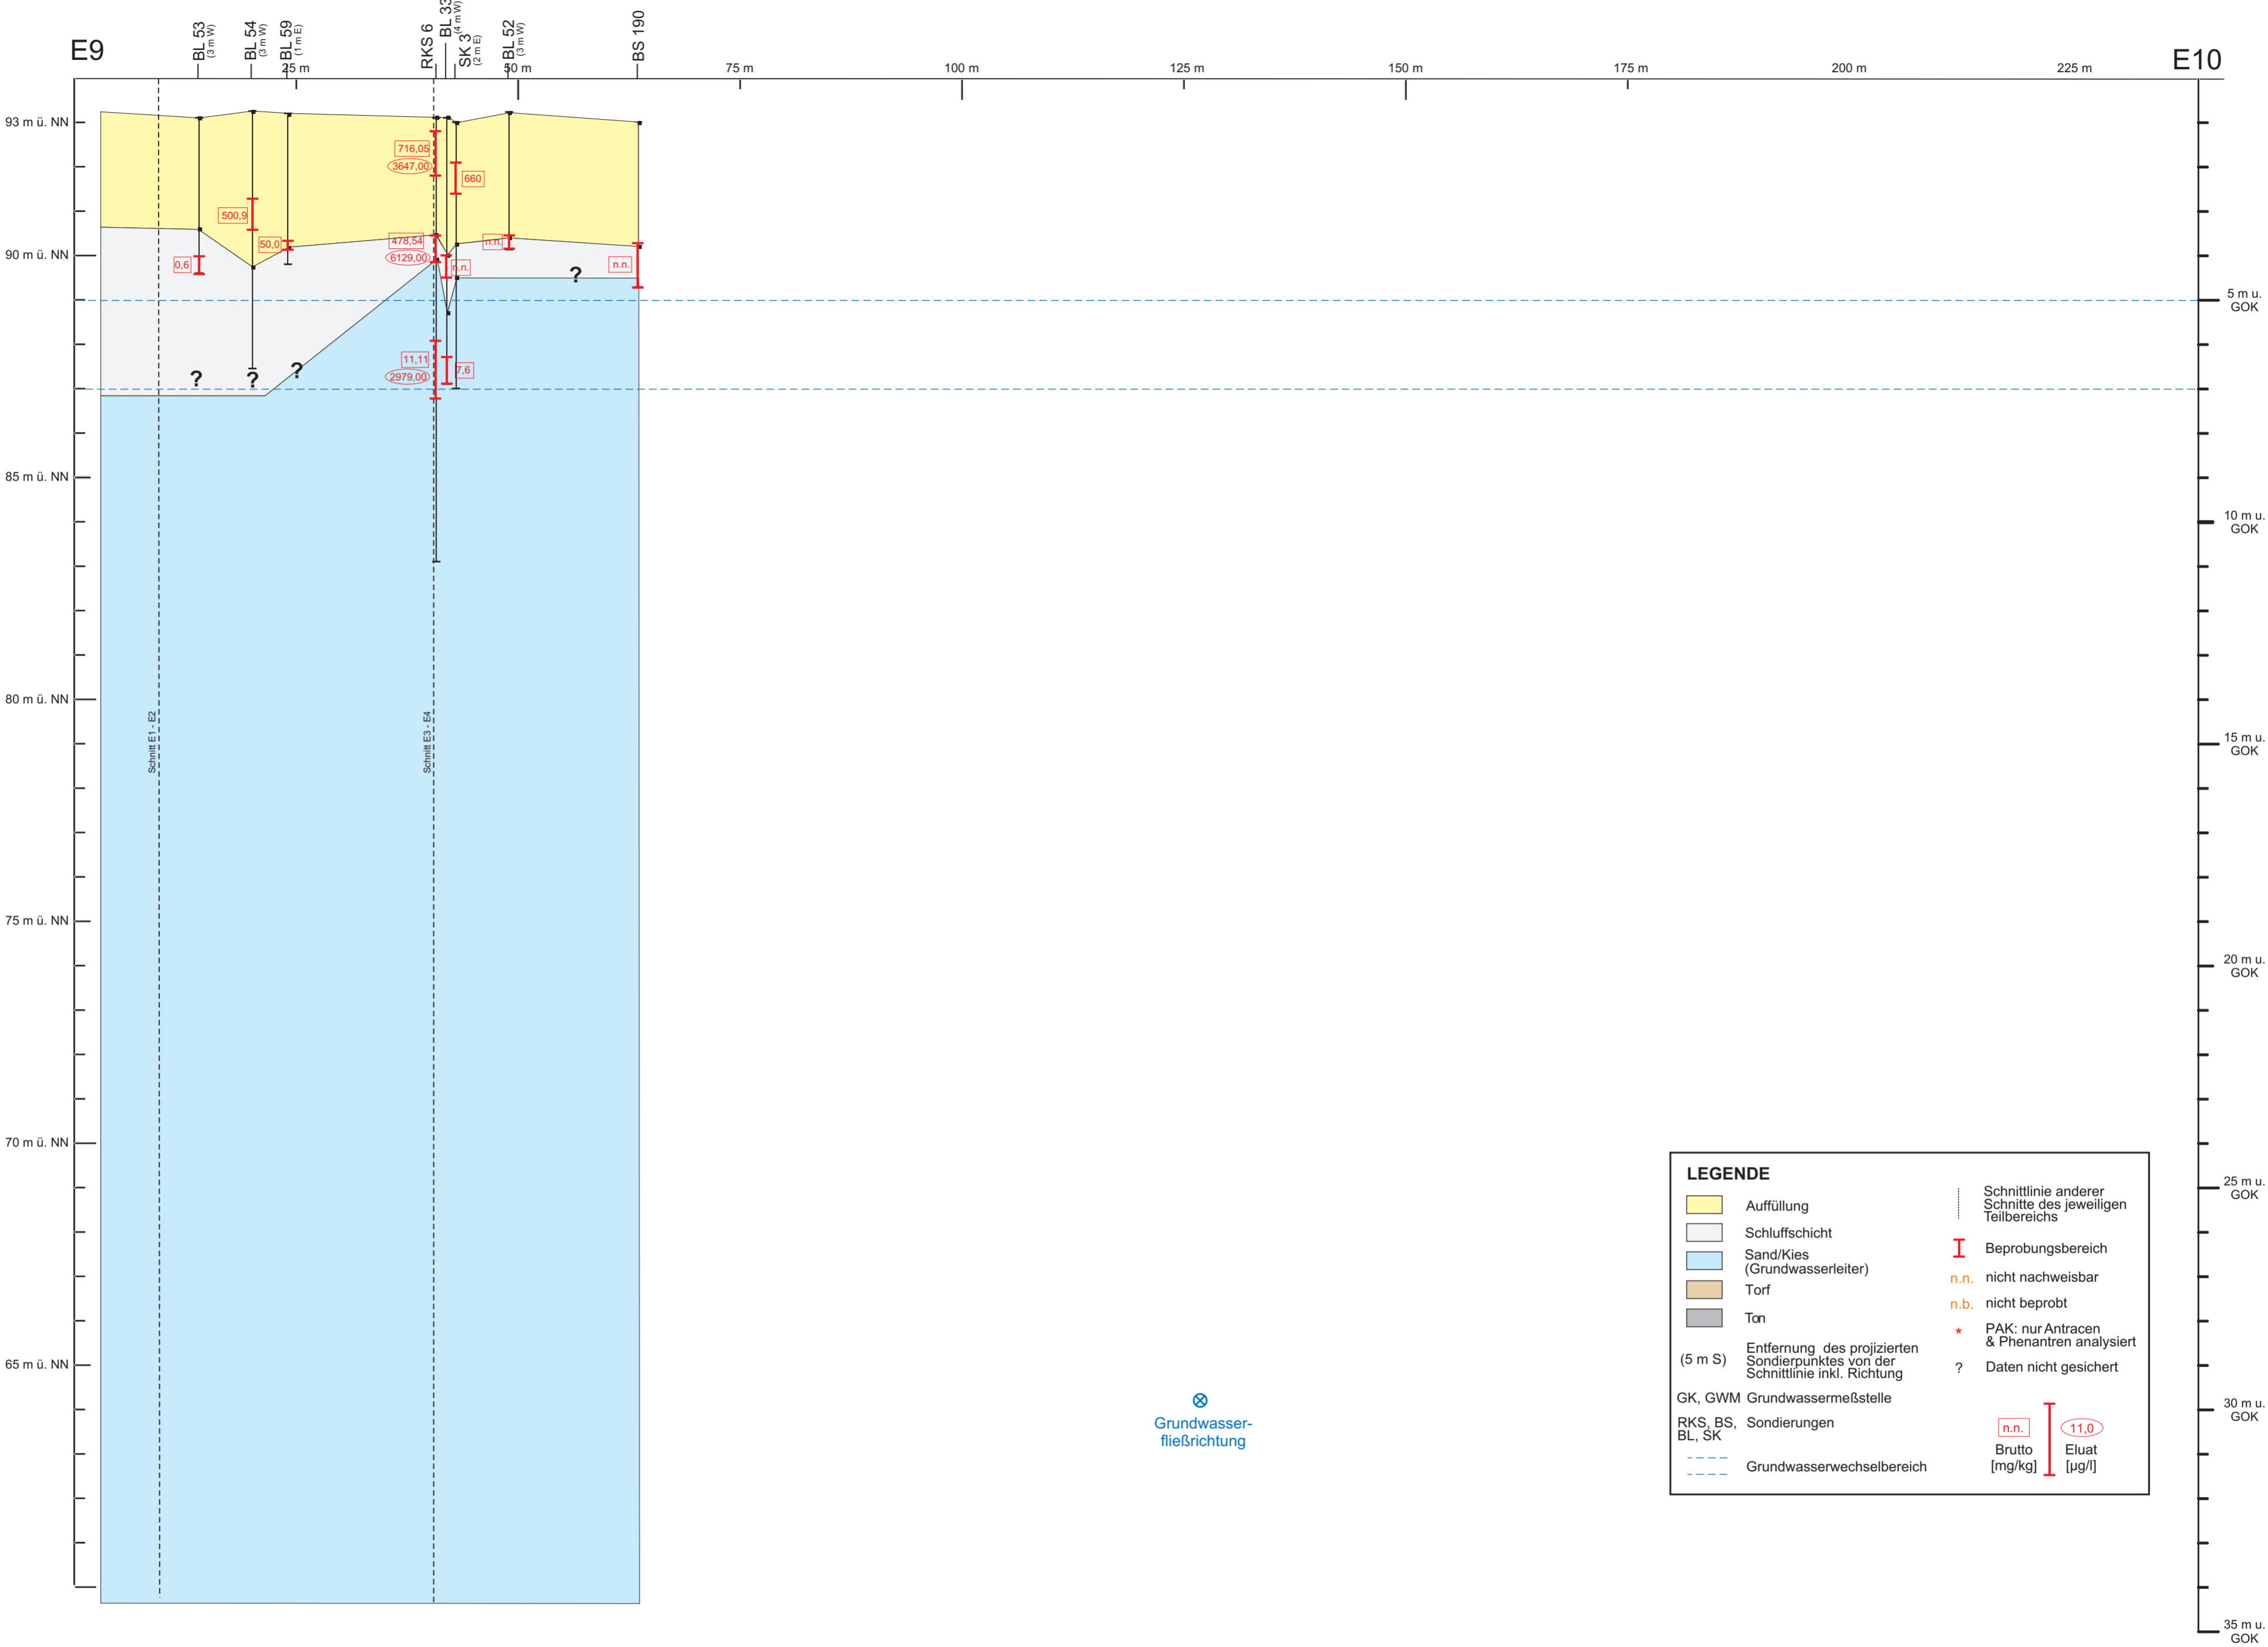 E9
BL 53
(3 m W)
BL 54
(3 m W)
BL 59
(1 m E)
RKS 6
BL 33
(4 m W)
SK 3
(2 m E)
BL 52
(3 m W)
BS 190
E10
25 m
50 m
75 m
100 m
125 m
150 m
175 m
200 m
225 m
93 m ü. NN
90 m ü. NN
85 m ü. NN
80 m ü. NN
75 m ü. NN
70 m ü. NN
65 m ü. NN
716,05
3647,00
660
500,9
50,0
0,6
478,54
6129,00
n.n.
n.n.
n.n.
?
11,11
2979,00
7,6
?
?
?
Schnitt E1 - E2
Schnitt E3 - E4
5 m u.
GOK
10 m u.
GOK
15 m u.
GOK
20 m u.
GOK
25 m u.
GOK
30 m u.
GOK
35 m u.
GOK
Grundwasser-
fließrichtung
LEGENDE
Auffüllung
Schluffschicht
Sand/Kies
(Grundwasserleiter)
Torf
Ton
(5 m S)
Entfernung des projizierten
Sondierpunktes von der
Schnittlinie inkl. Richtung
GK, GWM Grundwassermeßstelle
RKS, BS, Sondierungen
BL, SK
Grundwasserwechselbereich
Schnittlinie anderer
Schnitte des jeweiligen
Teilbereichs
Beprobungsbereich
n.n. nicht nachweisbar
n.b. nicht beprobt
* PAK: nur Antracen
& Phenantren analysiert
? Daten nicht gesichert
n.n.
11,0
Brutto
[mg/kg]
Eluat
[µg/l]